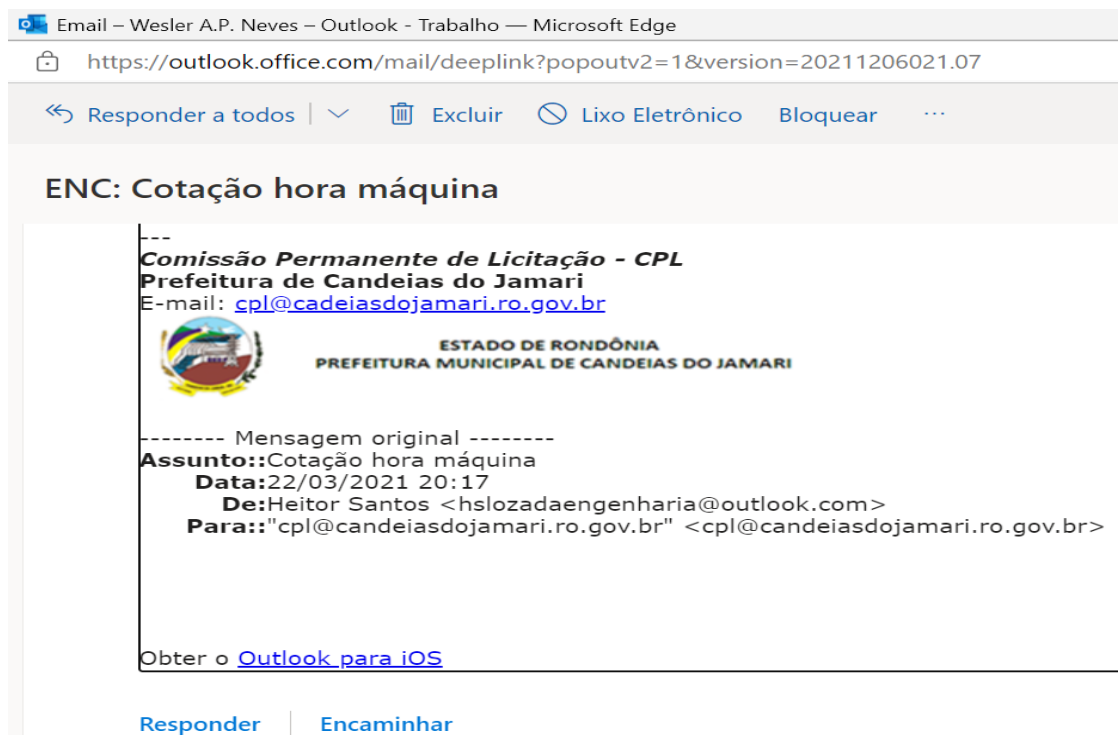 Email – Wesler A.P. Neves – Outlook - Trabalho — Microsoft Edge
https://outlook.office.com/mail/deeplink?popoutv2=1&version=20211206021.07
Responder a todos Excluir Lixo Eletrônico Bloquear ...
ENC: Cotação hora máquina
---
Comissão Permanente de Licitação - CPL
Prefeitura de Candeias do Jamari
E-mail: cpl@cadeiasdojamari.ro.gov.br
ESTADO DE RONDÔNIA
PREFEITURA MUNICIPAL DE CANDEIAS DO JAMARI
-------- Mensagem original --------
Assunto::Cotação hora máquina
Data:22/03/2021 20:17
De:Heitor Santos <hslozadaengenharia@outlook.com>
Para::"cpl@candeiasdojamari.ro.gov.br" <cpl@candeiasdojamari.ro.gov.br>
Obter o Outlook para iOS
Responder Encaminhar